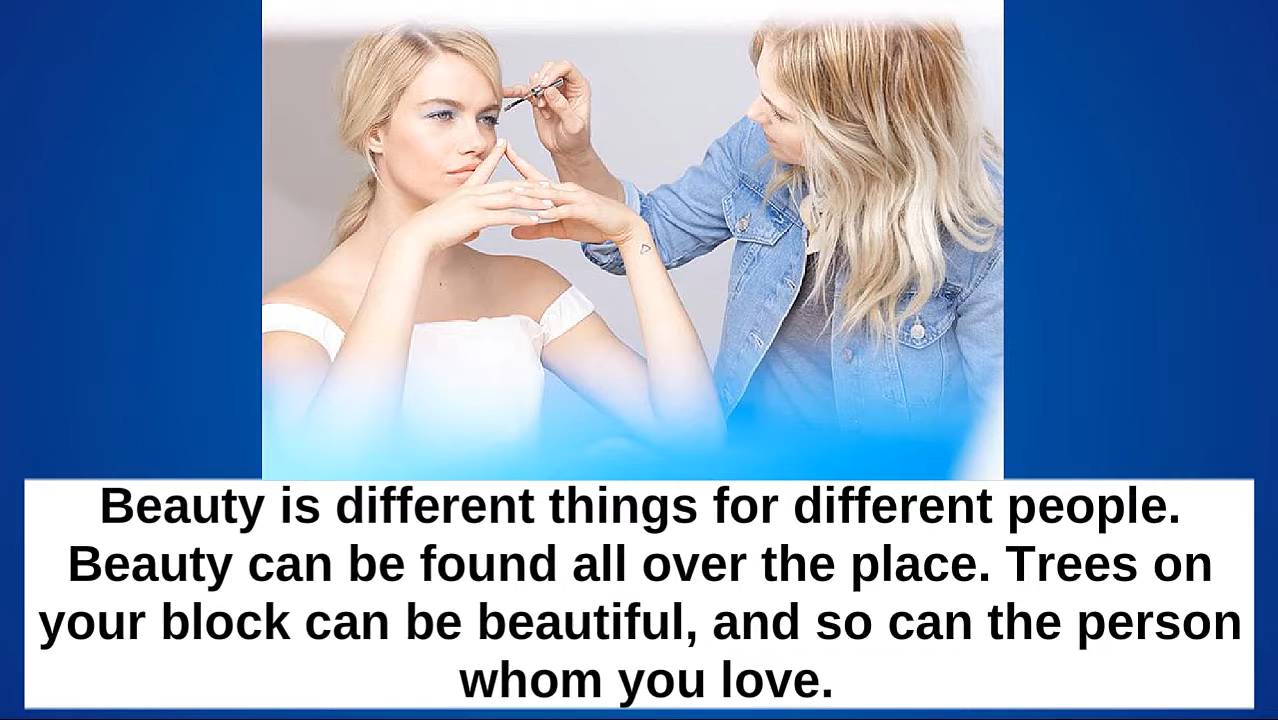 Beauty is different things for different people.
Beauty can be found all over the place. Trees on
your block can be beautiful, and so can the person
whom you love.